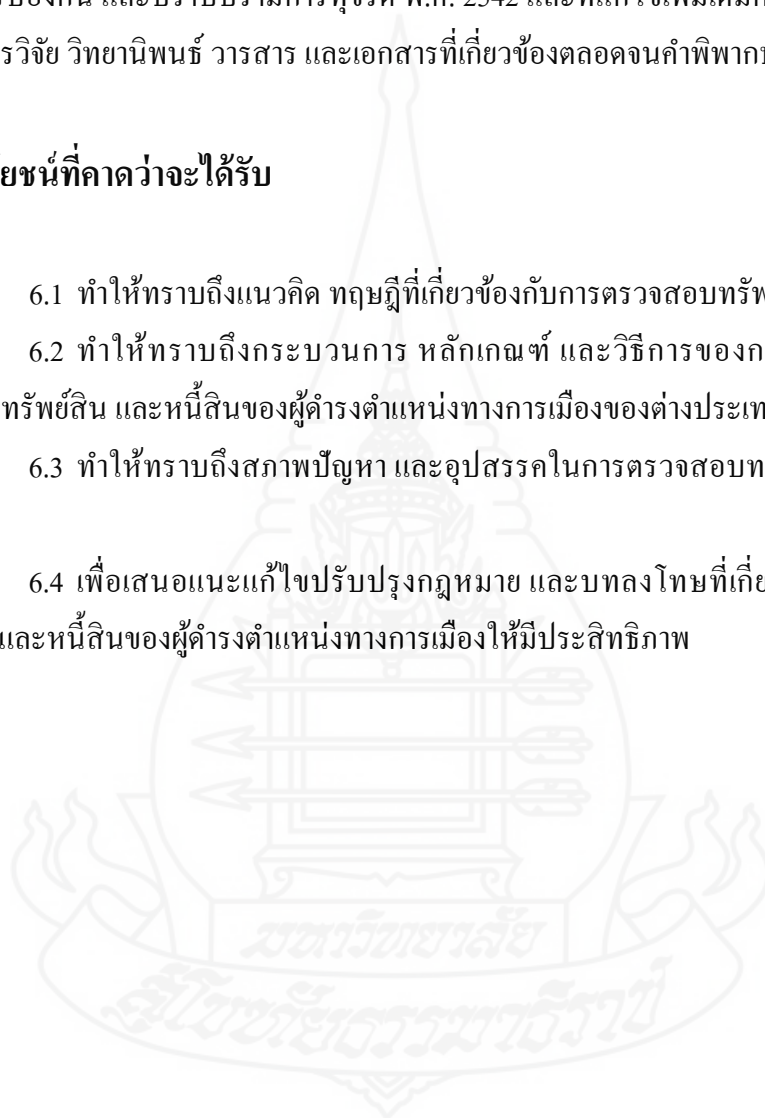 และปราบปรามการทุจริต พ.ศ. 2542 และที่แก้ไขเพิ่มเติม
วิจัย วิทยานิพนธ์ วารสาร และเอกสารที่เกี่ยวข้องตลอดจนคำพิพาก
ยชน์ที่คาดว่าจะได้รับ
6.1 ทำให้ทราบถึงแนวคิด ทฤษฎีที่เกี่ยวข้องกับการตรวจสอบทรัพ
6.2 ทำให้ทราบถึงกระบวนการ หลักเกณฑ์ และวิธีการของก
ทรัพย์สิน และหนี้สินของผู้ดำรงตำแหน่งทางการเมืองของต่างประเท
6.3 ทำให้ทราบถึงสภาพปัญหา และอุปสรรคในการตรวจสอบท
6.4 เพื่อเสนอแนะแก้ไขปรับปรุงกฎหมาย และบทลงโทษที่เกี่ย
และหนี้สินของผู้ดำรงตำแหน่งทางการเมืองให้มีประสิทธิภาพ
มหาวิทยาลัย
สุโขทัยธรรมาธิราช